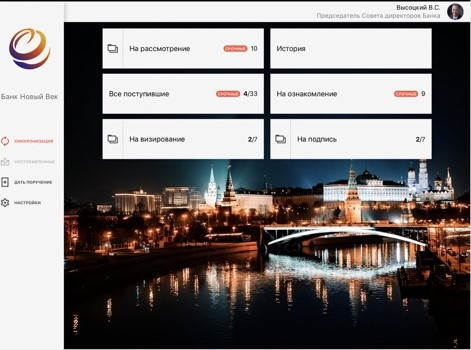 Высоцкий В.С.
Председатель Совета директоров Банка
Банк Новый Век
СИНХРОНИЗАЦИЯ
НЕОТПРАВЛЕННЫЕ
ДАТЬ ПОРУЧЕНИЕ
НАСТРОЙКИ
На рассмотрение СРОЧНЫЕ 10
История
Все поступившие СРОЧНЫЕ 4/33
На ознакомление СРОЧНЫЕ 9
На визирование 2/7
На подпись 2/7